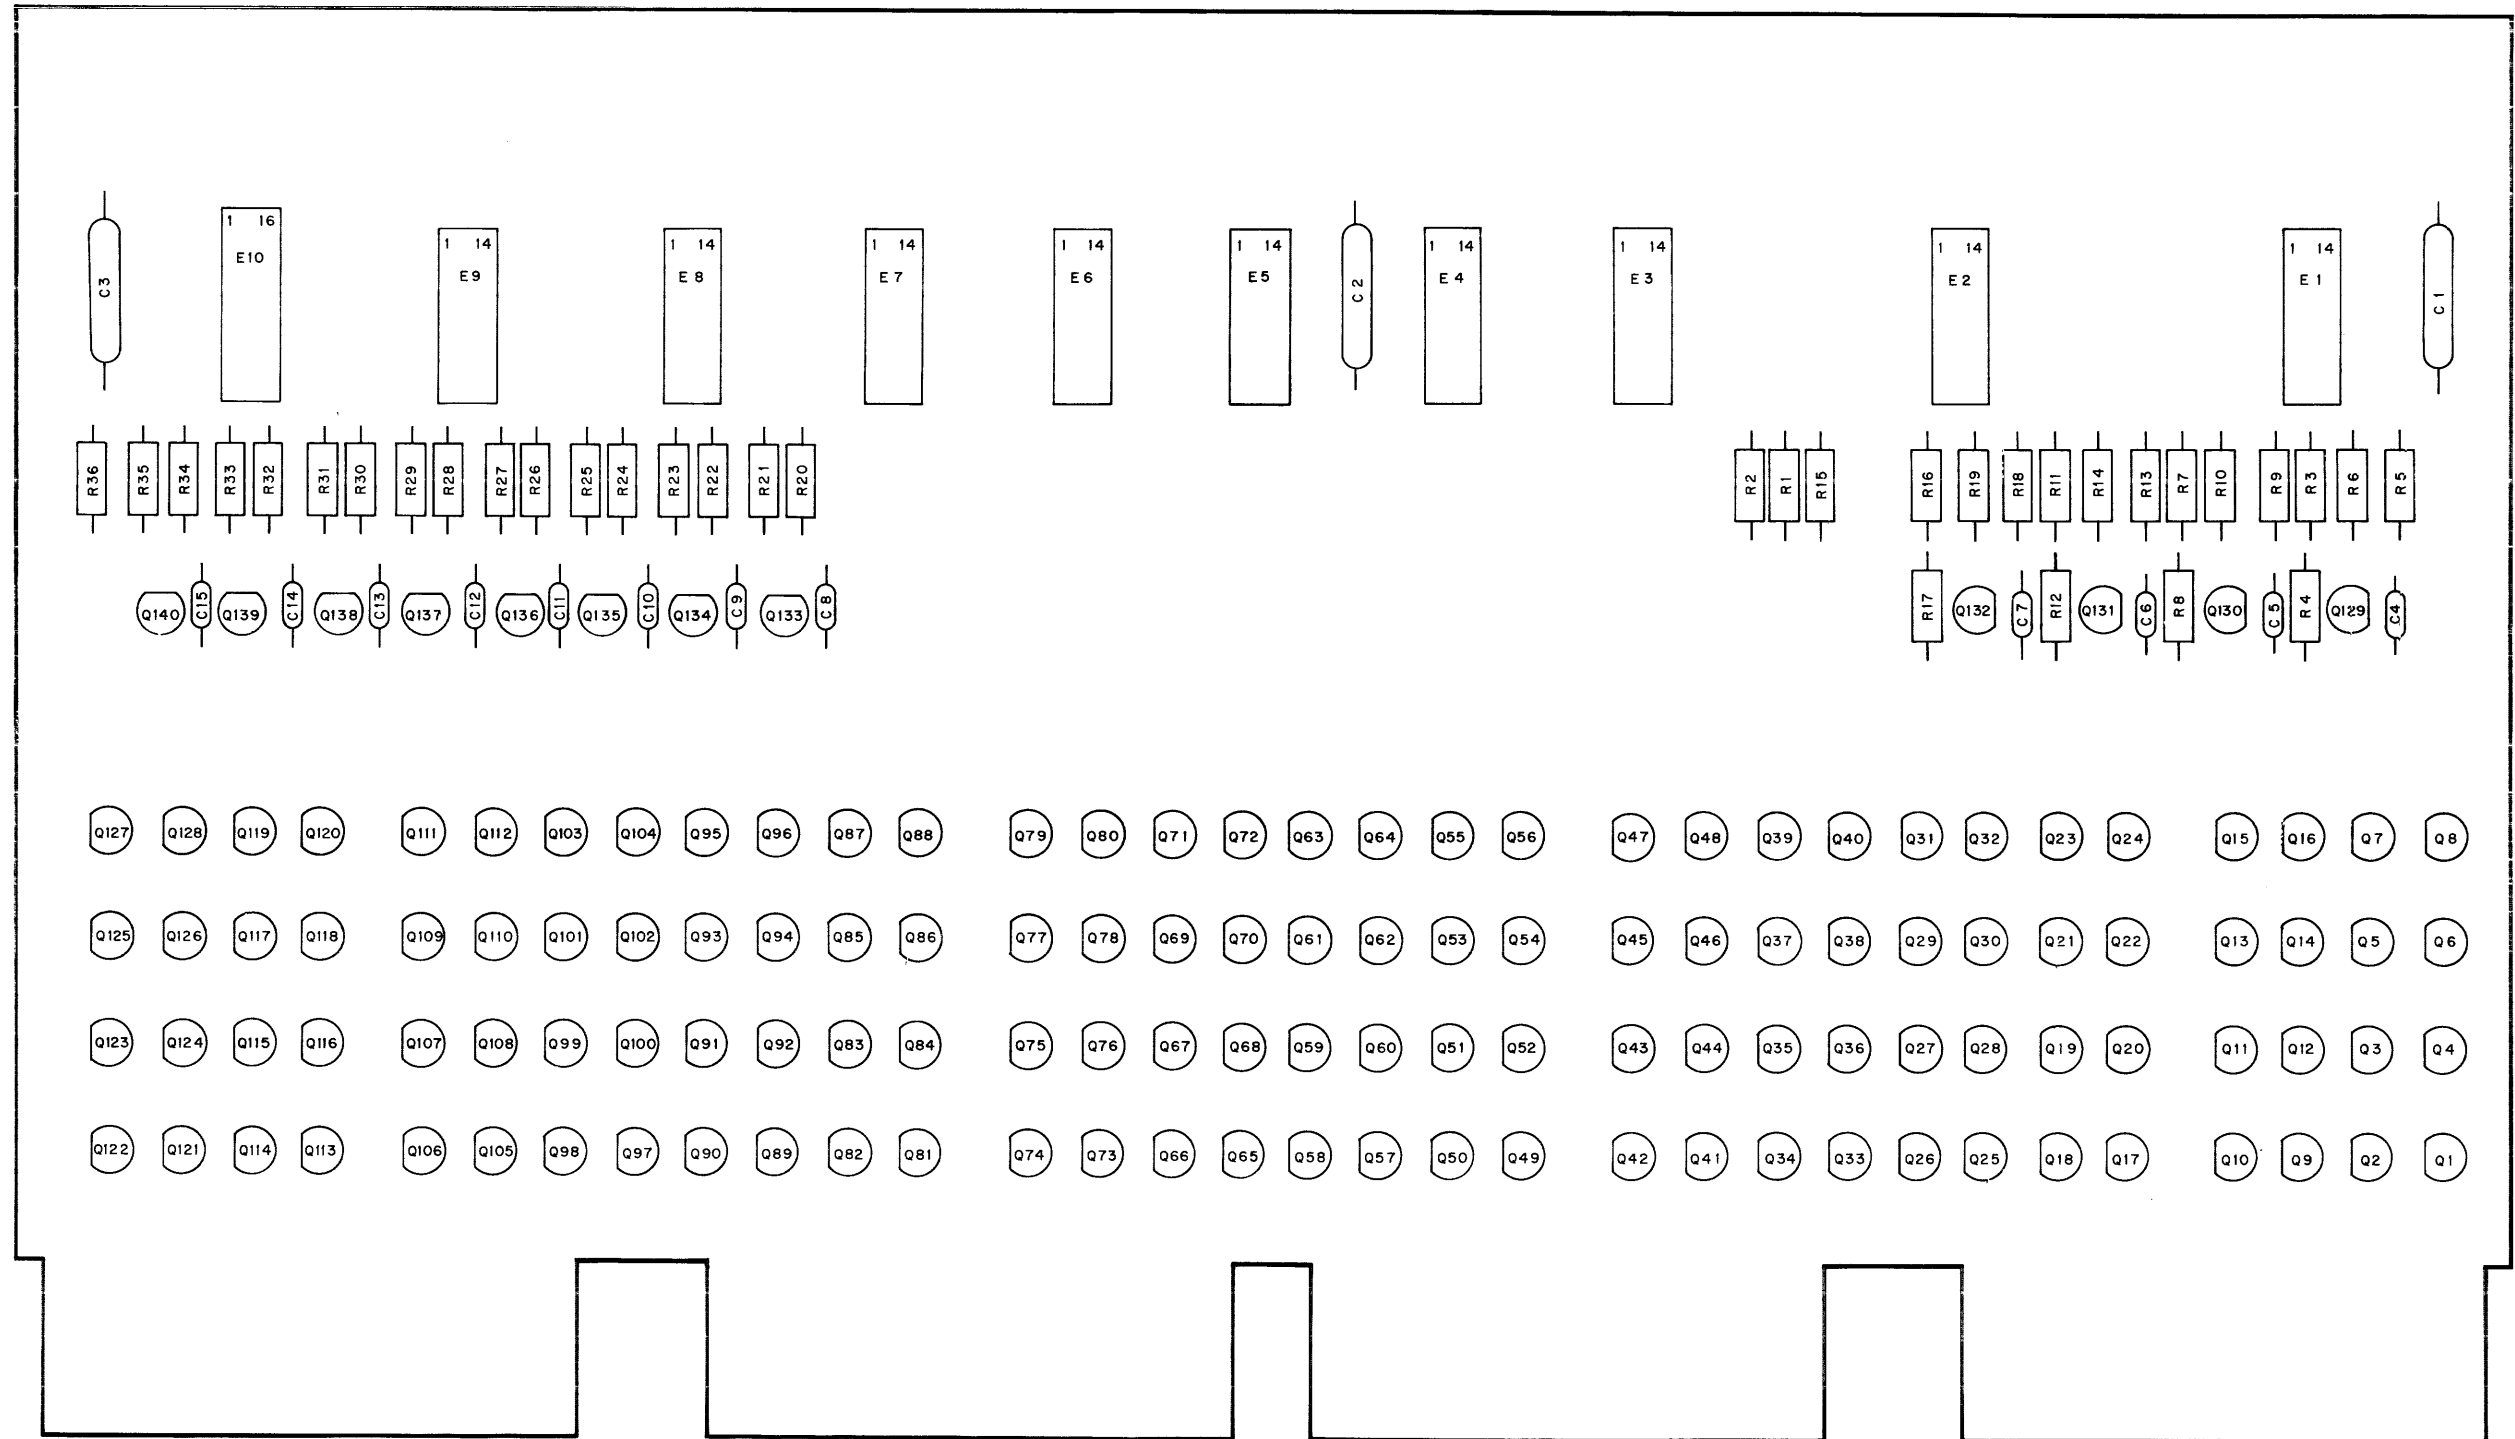 1 16
1 14
1 14
1 14
1 14
1 14
1 14
1 14
1 14
1 14
C3
E10
E9
E8
E7
E6
E5
C2
E4
E3
E2
E1
C1
R36 R35 R34 R33 R32 R31 R30 R29 R28 R27 R26 R25 R24 R23 R22 R21 R20 R2 R1 R15 R16 R19 R18 R11 R14 R13 R7 R10 R9 R3 R6 R5
Q140 C15 Q139 C14 Q138 C13 Q137 C12 Q136 C11 Q135 C10 Q134 C9 Q133 C8 R17 Q132 C7 R12 Q131 C6 R8 Q130 C5 R4 Q129 C4
Q127 Q128 Q119 Q120 Q111 Q112 Q103 Q104 Q95 Q96 Q87 Q88 Q79 Q80 Q71 Q72 Q63 Q64 Q55 Q56 Q47 Q48 Q39 Q40 Q31 Q32 Q23 Q24 Q15 Q16 Q7 Q8
Q125 Q126 Q117 Q118 Q109 Q110 Q101 Q102 Q93 Q94 Q85 Q86 Q77 Q78 Q69 Q70 Q61 Q62 Q53 Q54 Q45 Q46 Q37 Q38 Q29 Q30 Q21 Q22 Q13 Q14 Q5 Q6
Q123 Q124 Q115 Q116 Q107 Q108 Q99 Q100 Q91 Q92 Q83 Q84 Q75 Q76 Q67 Q68 Q59 Q60 Q51 Q52 Q43 Q44 Q35 Q36 Q27 Q28 Q19 Q20 Q11 Q12 Q3 Q4
Q122 Q121 Q114 Q113 Q106 Q105 Q98 Q97 Q90 Q89 Q82 Q81 Q74 Q73 Q66 Q65 Q58 Q57 Q50 Q49 Q42 Q41 Q34 Q33 Q26 Q25 Q18 Q17 Q10 Q9 Q2 Q1